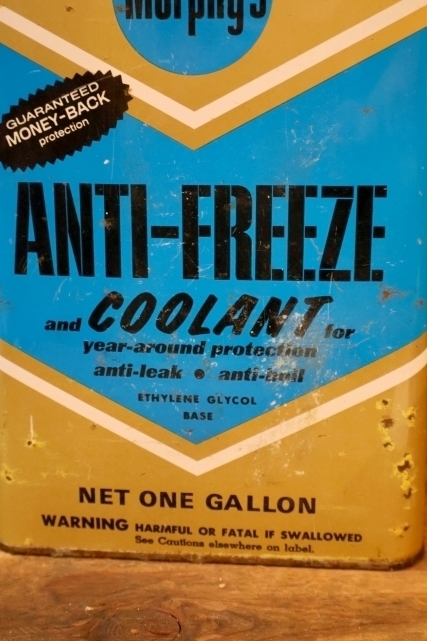 Murphy's
GUARANTEED
MONEY-BACK
protection
ANTI-FREEZE
and COOLANT for
year-around protection
anti-leak • anti-boil
ETHYLENE GLYCOL
BASE
NET ONE GALLON
WARNING HARMFUL OR FATAL IF SWALLOWED
See Cautions elsewhere on label.